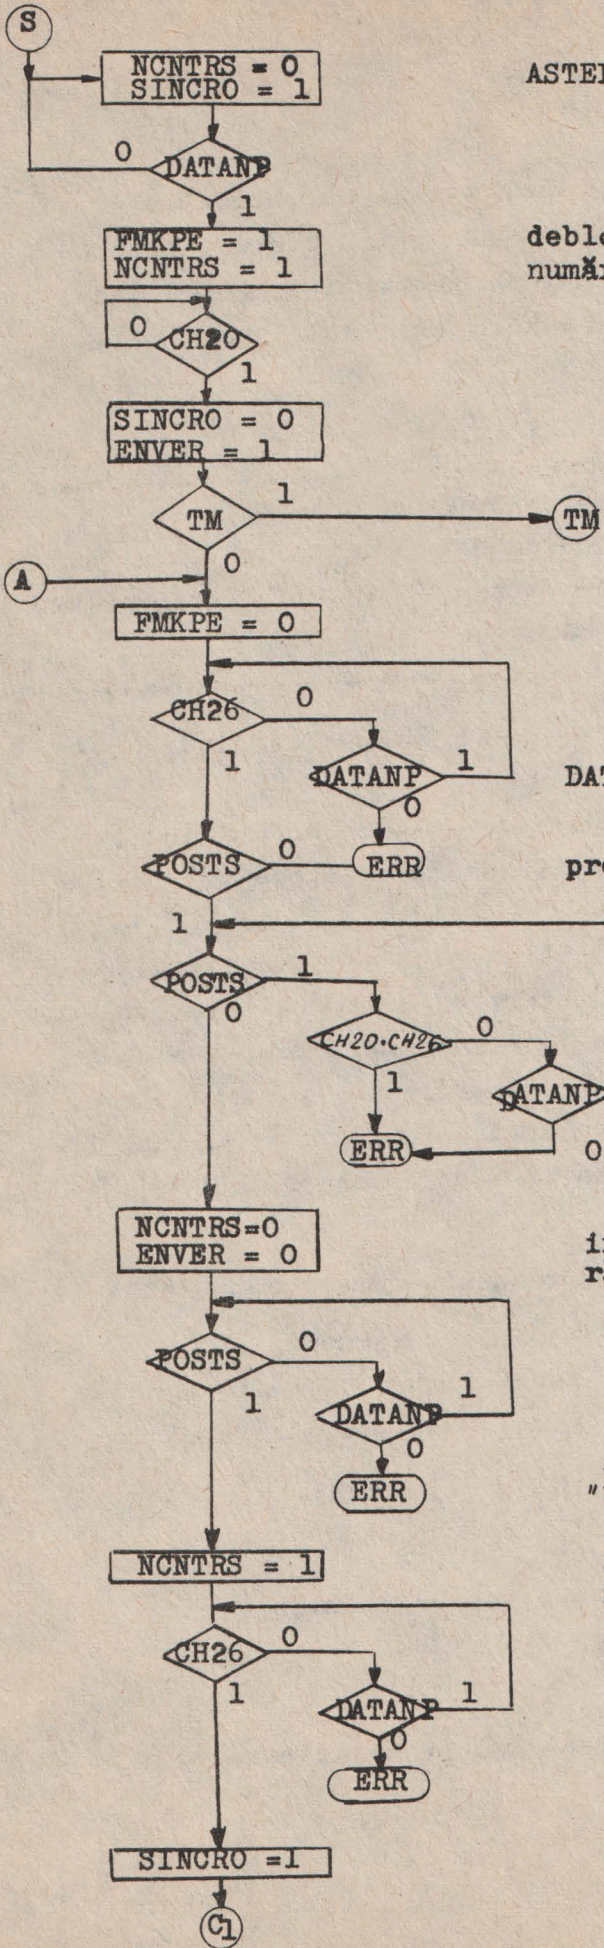 S
NCNTRS = 0
SINCRO = 1
ASTE
0
DATANP
1
FMKPE = 1
NCNTRS = 1
debl
număr
0
CH20
1
SINCRO = 0
ENVER = 1
TM
1
TM
0
A
FMKPE = 0
CH26
0
1
DATANP
1
DAT
0
POSTS
0
ERR
pr
1
POSTS
1
0
CH20·CH26
0
1
DATANP
ERR
0
NCNTRS=0
ENVER = 0
POSTS
0
1
DATANP
1
0
ERR
"
NCNTRS = 1
CH26
0
1
DATANP
1
0
ERR
SINCRO =1
C1